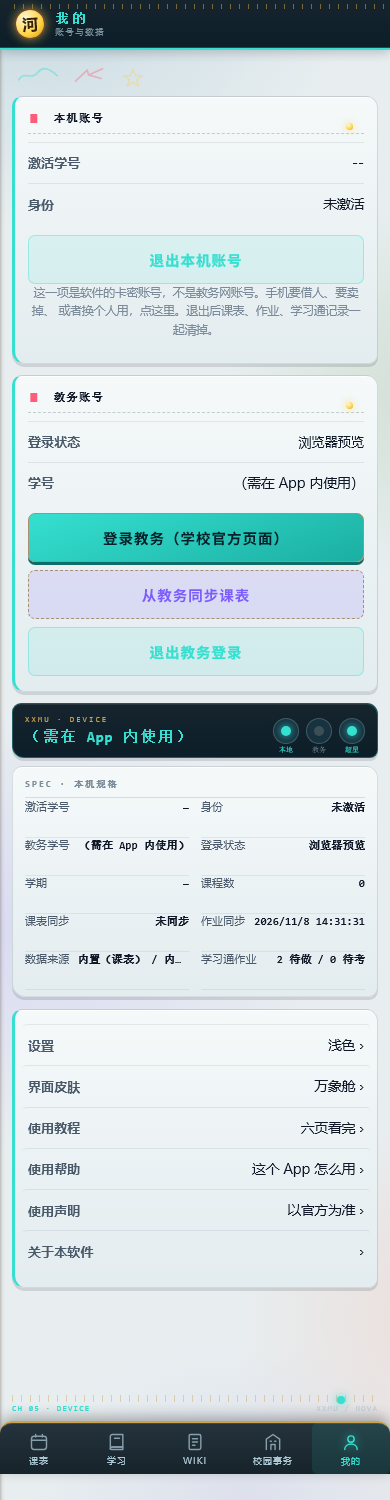 河
我的
账号与数据
本机账号
激活学号 --
身份 未激活
退出本机账号
这一项是软件的卡密账号，不是教务网账号。手机要借人、要卖
掉、 或者换个人用，点这里。退出后课表、作业、学习通记录一
起清掉。
教务账号
登录状态 浏览器预览
学号 （需在 App 内使用）
登录教务（学校官方页面）
从教务同步课表
退出教务登录
XXMU · DEVICE
（需在 App 内使用）
本地 教务 殿里
SPEC · 本机规格
激活学号 — 身份 未激活
教务学号 （需在 App 内使用） 登录状态 浏览器预览
学期 — 课程数 0
课表同步 未同步 作业同步 2026/11/8 14:31:31
数据来源 内置（课表） / 内… 学习通作业 2 待做 / 0 待考
设置 浅色 ›
界面皮肤 万象舱 ›
使用教程 六页看完 ›
使用帮助 这个 App 怎么用 ›
使用声明 以官方为准 ›
关于本软件 ›
CH 05 · DEVICE
XXMU / NOVA
课表 学习 WIKI 校园事务 我的